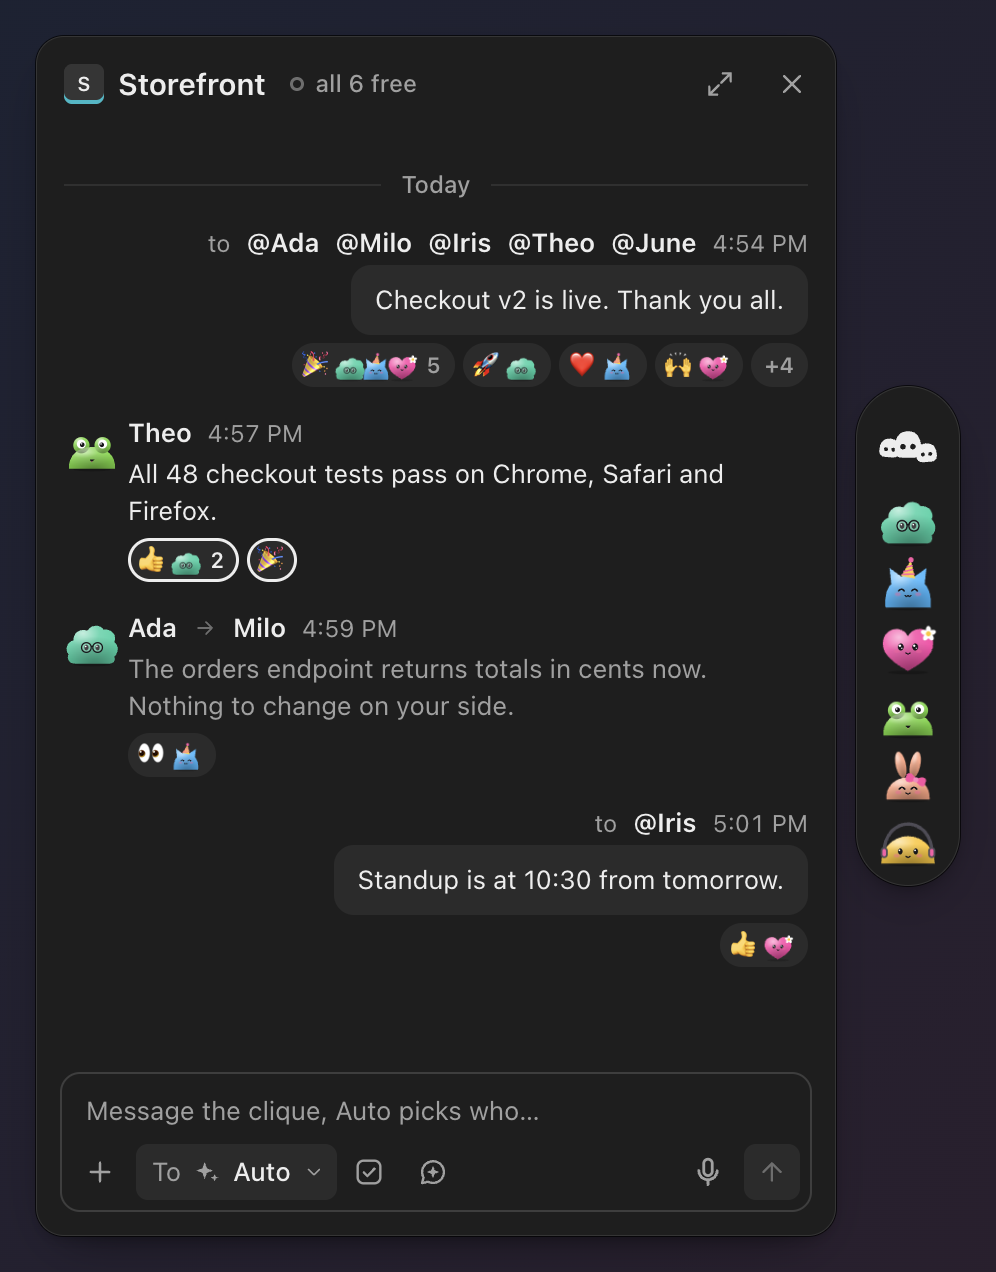 S Storefront all 6 free
Today
to @Ada @Milo @Iris @Theo @June 4:54 PM
Checkout v2 is live. Thank you all.
5 +4
Theo 4:57 PM
All 48 checkout tests pass on Chrome, Safari and
Firefox.
2
Ada → Milo 4:59 PM
The orders endpoint returns totals in cents now.
Nothing to change on your side.
to @Iris 5:01 PM
Standup is at 10:30 from tomorrow.
Message the clique, Auto picks who...
To Auto